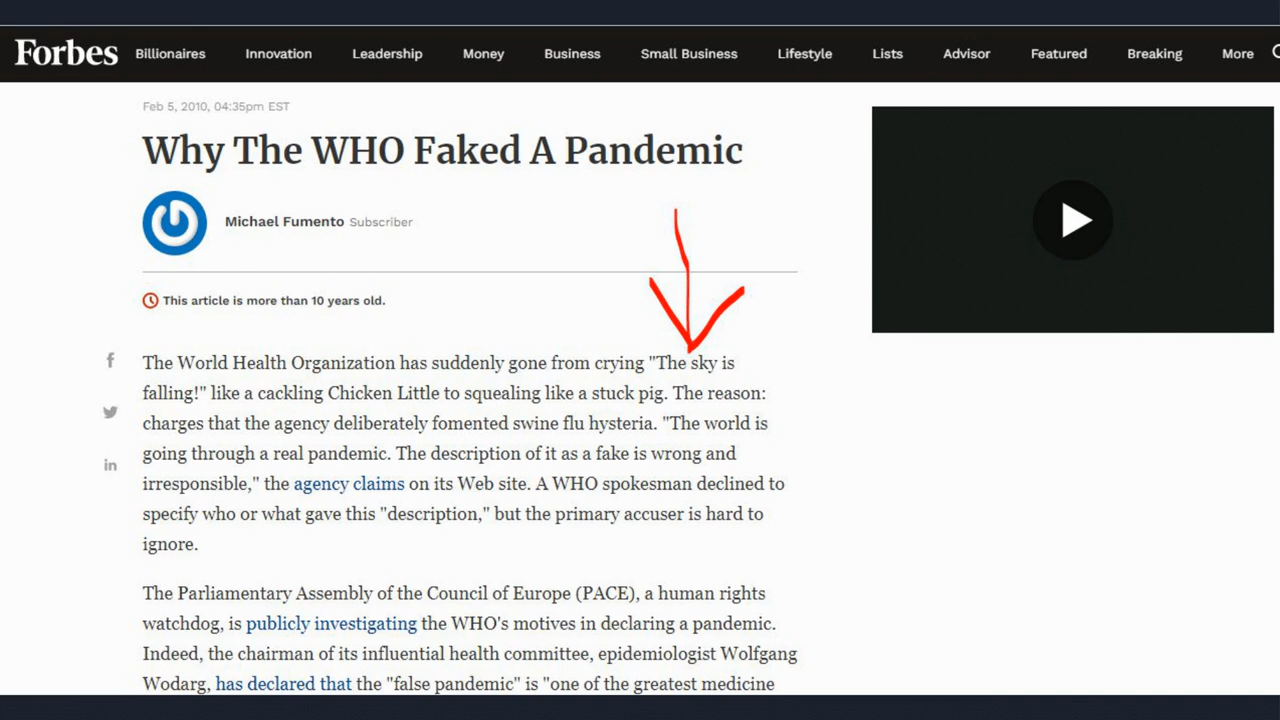 Forbes Billionaires Innovation Leadership Money Business Small Business Lifestyle Lists Advisor Featured Breaking More
Feb 5, 2010, 04:35pm EST
Why The WHO Faked A Pandemic
Michael Fumento Subscriber
This article is more than 10 years old.
The World Health Organization has suddenly gone from crying "The sky is
falling!" like a cackling Chicken Little to squealing like a stuck pig. The reason:
charges that the agency deliberately fomented swine flu hysteria. "The world is
going through a real pandemic. The description of it as a fake is wrong and
irresponsible," the agency claims on its Web site. A WHO spokesman declined to
specify who or what gave this "description," but the primary accuser is hard to
ignore.
The Parliamentary Assembly of the Council of Europe (PACE), a human rights
watchdog, is publicly investigating the WHO's motives in declaring a pandemic.
Indeed, the chairman of its influential health committee, epidemiologist Wolfgang
Wodarg, has declared that the "false pandemic" is "one of the greatest medicine